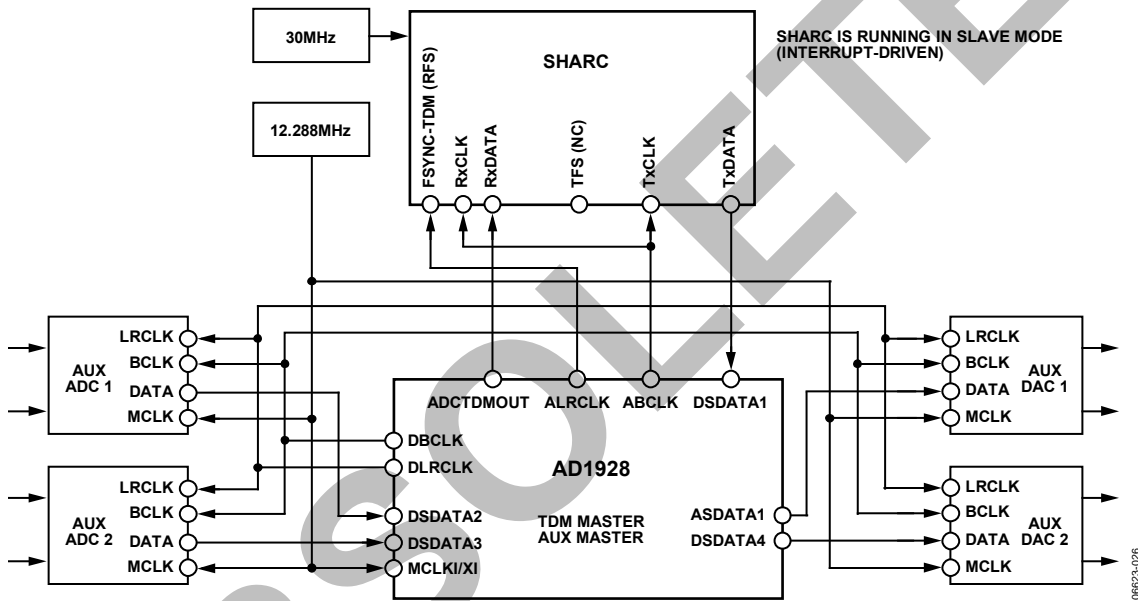 30MHz
SHARC
SHARC IS RUNNING IN SLAVE MODE
(INTERRUPT-DRIVEN)
12.288MHz
FSYNC-TDM (RFS)
RxCLK
RxDATA
TFS (NC)
TxCLK
TxDATA
LRCLK
BCLK
DATA
MCLK
AUX
ADC 1
LRCLK
BCLK
DATA
MCLK
AUX
ADC 2
ADCTDMOUT
ALRCLK
ABCLK
DSDATA1
DBCLK
DLRCLK
DSDATA2
DSDATA3
MCLKI/XI
AD1928
TDM MASTER
AUX MASTER
ASDATA1
DSDATA4
LRCLK
BCLK
DATA
MCLK
AUX
DAC 1
LRCLK
BCLK
DATA
MCLK
AUX
DAC 2
06623-026
OBSOLETE